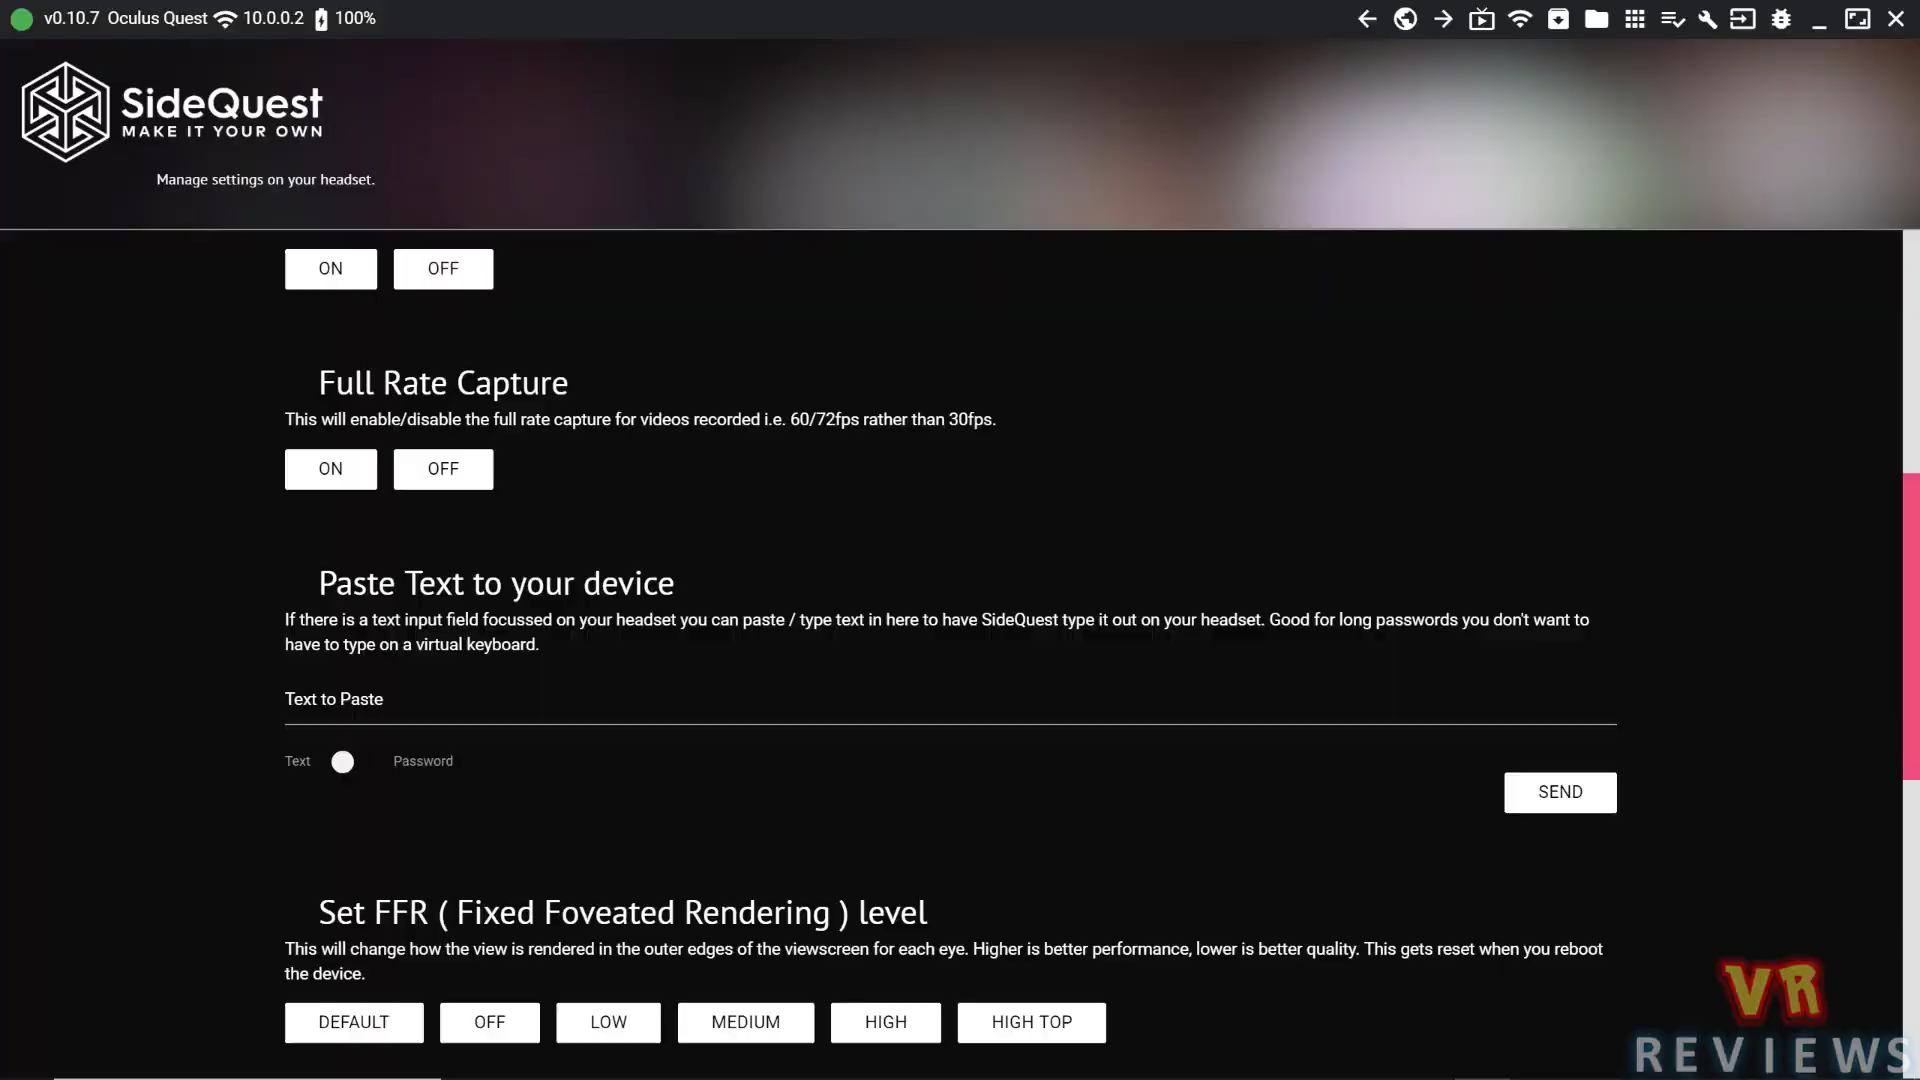 v0.10.7 Oculus Quest 10.0.0.2 100%
SideQuest
MAKE IT YOUR OWN
Manage settings on your headset.
ON OFF
Full Rate Capture
This will enable/disable the full rate capture for videos recorded i.e. 60/72fps rather than 30fps.
ON OFF
Paste Text to your device
If there is a text input field focussed on your headset you can paste / type text in here to have SideQuest type it out on your headset. Good for long passwords you don't want to
have to type on a virtual keyboard.
Text to Paste
Text Password
SEND
Set FFR ( Fixed Foveated Rendering ) level
This will change how the view is rendered in the outer edges of the viewscreen for each eye. Higher is better performance, lower is better quality. This gets reset when you reboot
the device.
DEFAULT OFF LOW MEDIUM HIGH HIGH TOP
VR
REVIEWS